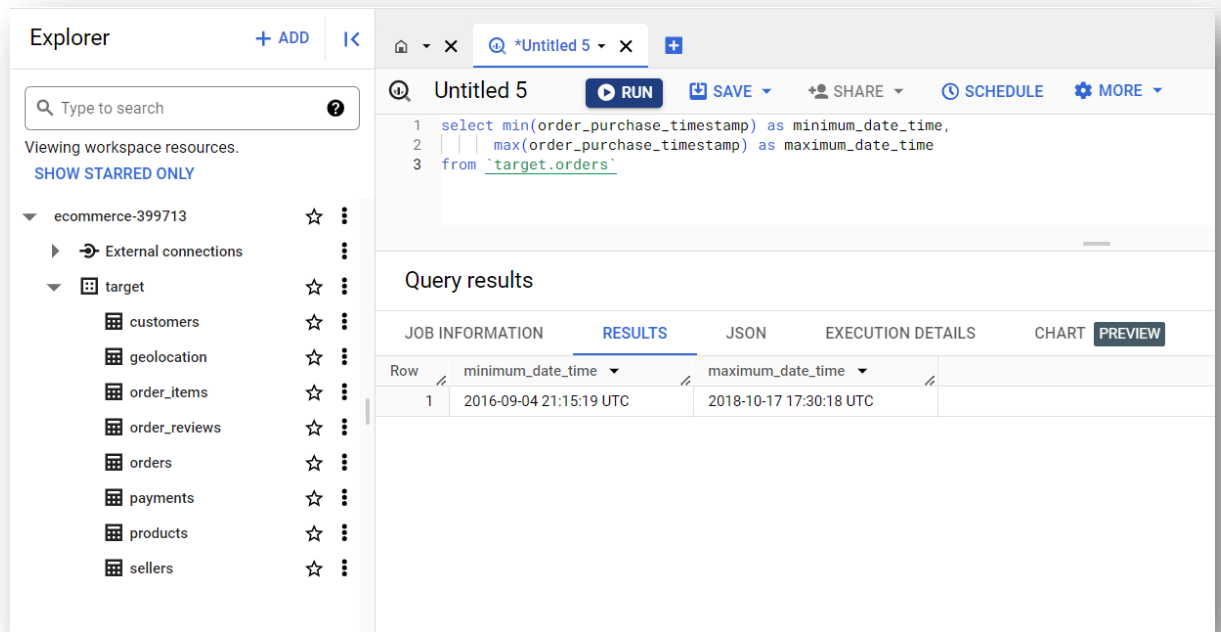 Explorer
+ ADD
Type to search
Viewing workspace resources.
SHOW STARRED ONLY
ecommerce-399713
External connections
target
customers
geolocation
order_items
order_reviews
orders
payments
products
sellers
*Untitled 5
Untitled 5
RUN
SAVE
SHARE
SCHEDULE
MORE
1 select min(order_purchase_timestamp) as minimum_date_time,
2 max(order_purchase_timestamp) as maximum_date_time
3 from `target.orders`
Query results
JOB INFORMATION RESULTS JSON EXECUTION DETAILS CHART PREVIEW
Row minimum_date_time maximum_date_time
1 2016-09-04 21:15:19 UTC 2018-10-17 17:30:18 UTC